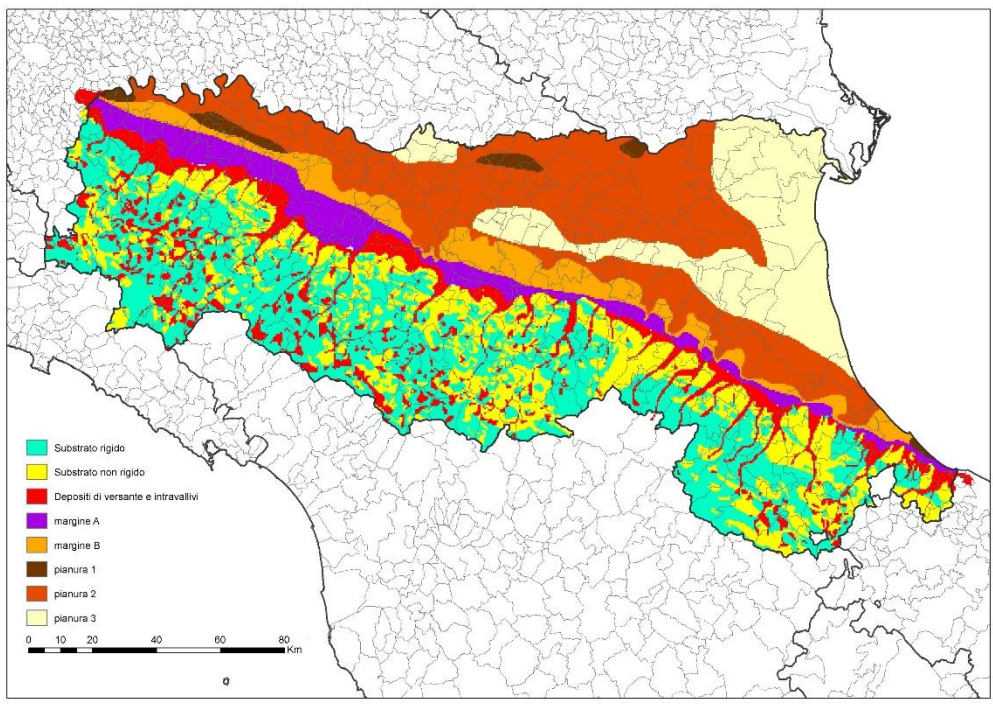 Substrato rigido
Substrato non rigido
Depositi di versante e intravallivi
margine A
margine B
pianura 1
pianura 2
pianura 3
0 10 20 40 60 80
Km